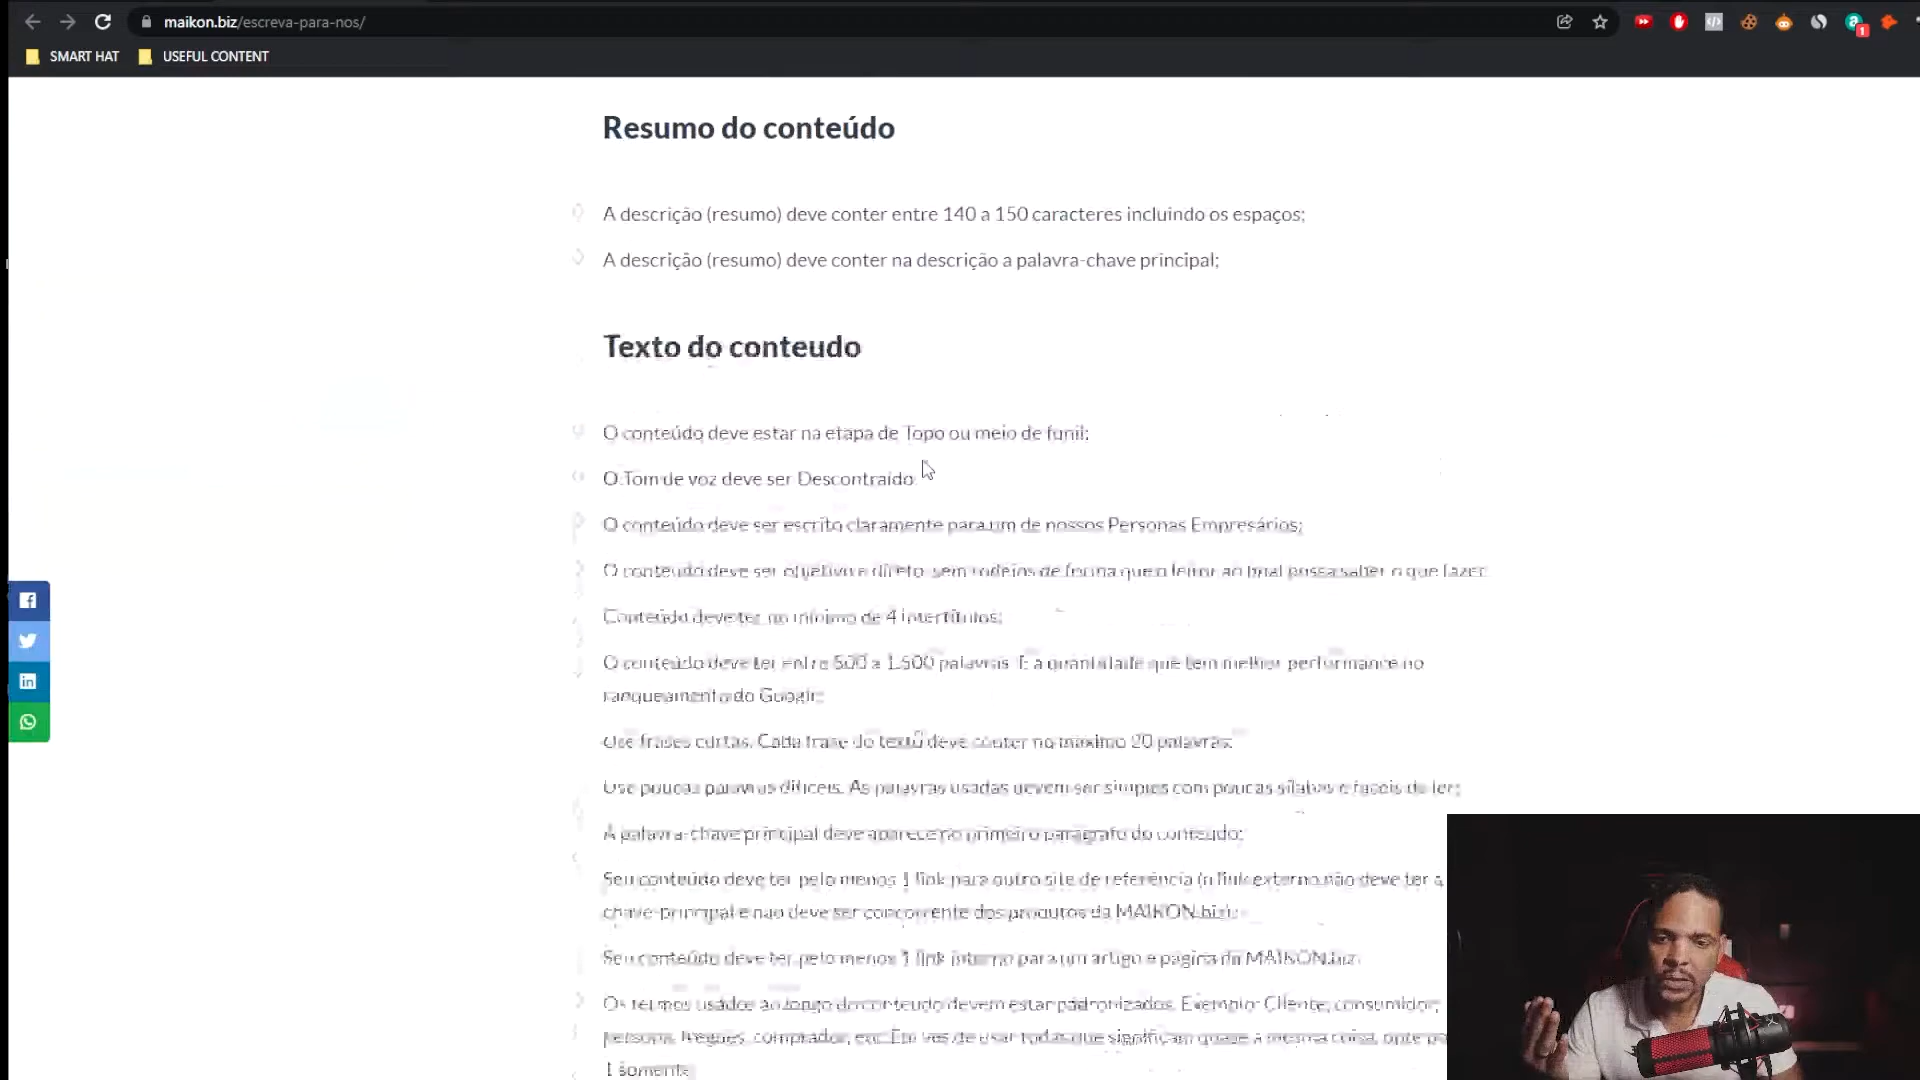 maikon.biz/escreva-para-nos/
SMART HAT
USEFUL CONTENT
Resumo do conteúdo
A descrição (resumo) deve conter entre 140 a 150 caracteres incluindo os espaços;
A descrição (resumo) deve conter na descrição a palavra-chave principal;
Texto do conteudo
O conteúdo deve estar na etapa de Topo ou meio de funil;
O Tom de voz deve ser Descontraído
O conteúdo deve ser escrito claramente para um de nossos Personas Empresários;
O conteúdo deve ser objetivo e direto, sem rodeios de forma que o leitor ao final possa saber o que fazer
Conteúdo deve ter no mínimo de 4 intertítulos;
O conteúdo deve ter entre 500 a 1.500 palavras. É a quantidade que tem melhor performance no
ranqueamento do Google;
Use frases curtas. Cada frase do texto deve conter no máximo 20 palavras.
Use poucas palavras difíceis. As palavras usadas devem ser simples com poucas sílabas e fáceis de ler;
A palavra-chave principal deve aparecer no primeiro parágrafo do conteúdo;
Seu conteúdo deve ter pelo menos 1 link para outro site de referência (o link externo não deve ter a
chave-principal e não deve ser concorrente dos produtos da MAIKON.biz);
Seu conteúdo deve ter pelo menos 1 link interno para um artigo e página da MAIKON.biz
Os termos usados ao longo do conteúdo devem estar padronizados. Exemplo: Cliente, consumidor,
persona, freguês, comprador, etc. Em vez de usar todas que significam quase a mesma coisa, opte
1 somente